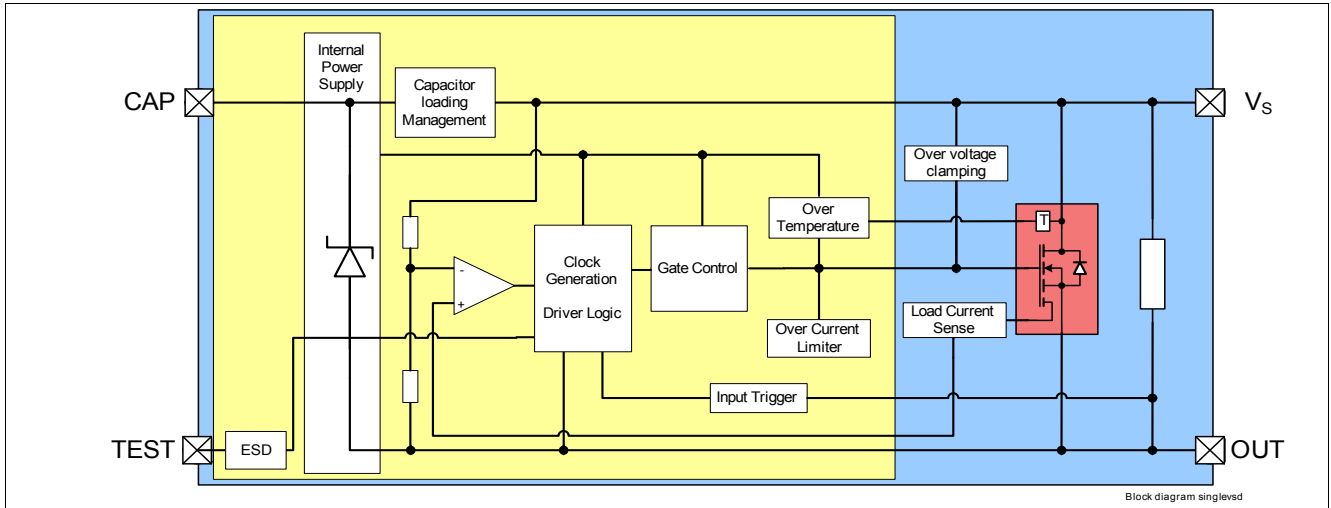 Internal
Power
Supply
CAP
Capacitor
loading
Management
VS
Over voltage
clamping
Over
Temperature
T
Clock
Generation
Driver Logic
Gate Control
-
+
Load Current
Sense
Over Current
Limiter
Input Trigger
TEST
ESD
OUT
Block diagram singlevsd